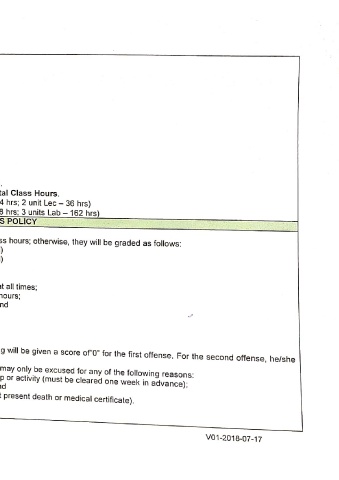 tal Class Hours.
4 hrs; 2 unit Lec – 36 hrs)
8 hrs; 3 units Lab – 162 hrs)
S POLICY
ss hours; otherwise, they will be graded as follows:
)
)
t all times;
hours;
nd
g will be given a score of"0" for the first offense. For the second offense, he/she
may only be excused for any of the following reasons:
p or activity (must be cleared one week in advance);
d
t present death or medical certificate).
V01-2018-07-17